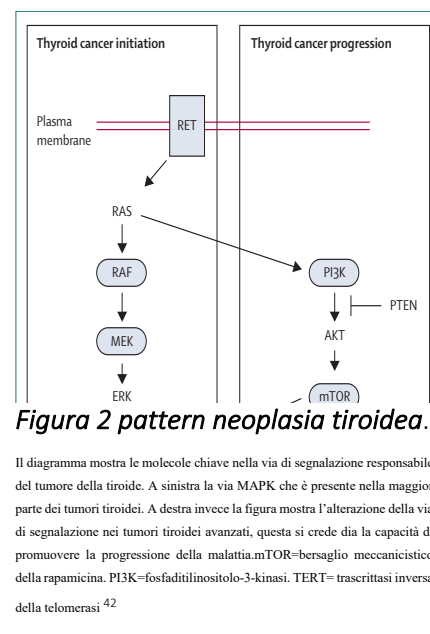 Thyroid cancer initiation
Thyroid cancer progression
Plasma
membrane
RET
RAS
RAF
PI3K
PTEN
MEK
AKT
ERK
mTOR
Figura 2 pattern neoplasia tiroidea.
Il diagramma mostra le molecole chiave nella via di segnalazione responsabile
del tumore della tiroide. A sinistra la via MAPK che è presente nella maggior
parte dei tumori tiroidei. A destra invece la figura mostra l’alterazione della via
di segnalazione nei tumori tiroidei avanzati, questa si crede dia la capacità d
promuovere la progressione della malattia.mTOR=bersaglio meccanicistico
della rapamicina. PI3K=fosfaditilinositolo-3-kinasi. TERT= trascrittasi inversa
della telomerasi 42